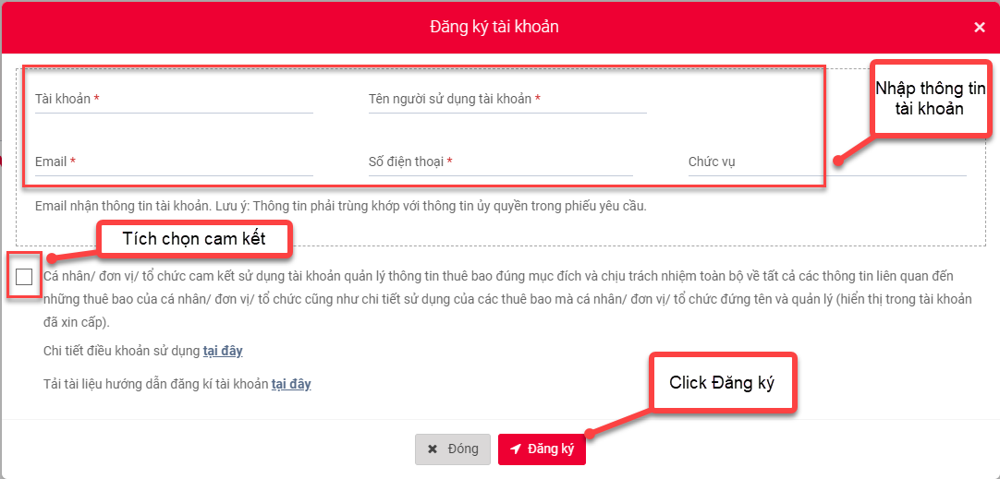 Đăng ký tài khoản
Nhập thông tin
tài khoản
Tài khoản *
Tên người sử dụng tài khoản *
Email *
Số điện thoại *
Chức vụ
Email nhận thông tin tài khoản. Lưu ý: Thông tin phải trùng khớp với thông tin ủy quyền trong phiếu yêu cầu.
Tích chọn cam kết
Cá nhân/ đơn vị/ tổ chức cam kết sử dụng tài khoản quản lý thông tin thuê bao đúng mục đích và chịu trách nhiệm toàn bộ về tất cả các thông tin liên quan đến
những thuê bao của cá nhân/ đơn vị/ tổ chức cũng như chi tiết sử dụng của các thuê bao mà cá nhân/ đơn vị/ tổ chức đứng tên và quản lý (hiển thị trong tài khoản
đã xin cấp).
Chi tiết điều khoản sử dụng tại đây
Tải tài liệu hướng dẫn đăng kí tài khoản tại đây
Click Đăng ký
Đóng
Đăng ký